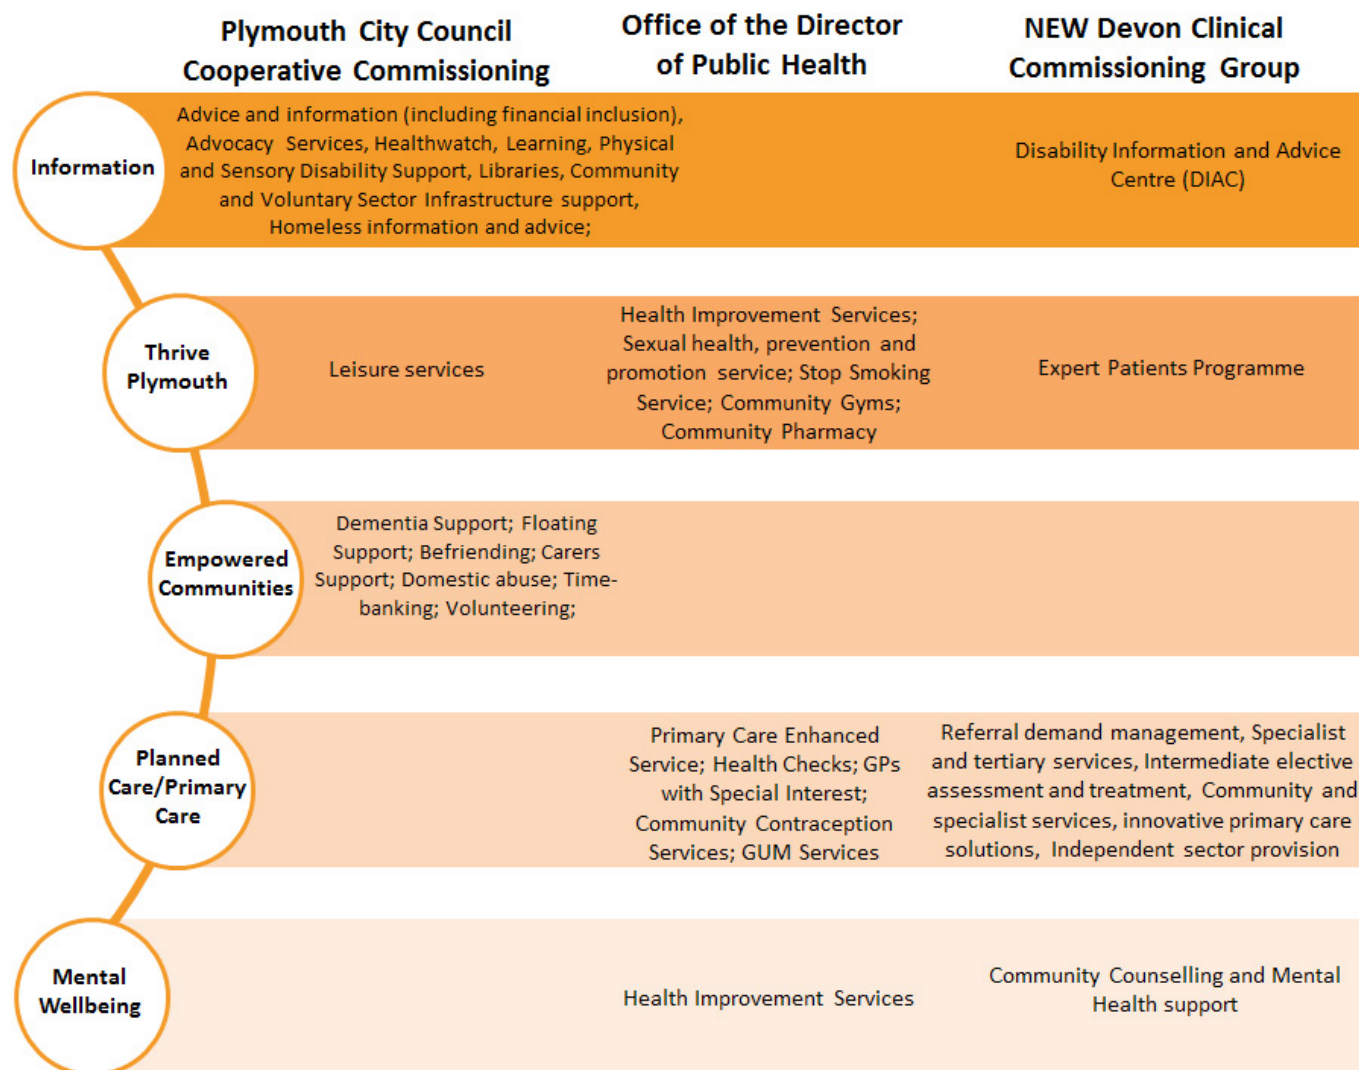 Plymouth City Council
Cooperative Commissioning
Office of the Director
of Public Health
NEW Devon Clinical
Commissioning Group
Information
Advice and information (including financial inclusion),
Advocacy Services, Healthwatch, Learning, Physical
and Sensory Disability Support, Libraries, Community
and Voluntary Sector Infrastructure support,
Homeless information and advice;
Disability Information and Advice
Centre (DIAC)
Thrive
Plymouth
Leisure services
Health Improvement Services;
Sexual health, prevention and
promotion service; Stop Smoking
Service; Community Gyms;
Community Pharmacy
Expert Patients Programme
Empowered
Communities
Dementia Support; Floating
Support; Befriending; Carers
Support; Domestic abuse; Time-
banking; Volunteering;
Planned
Care/Primary
Care
Primary Care Enhanced
Service; Health Checks; GPs
with Special Interest;
Community Contraception
Services; GUM Services
Referral demand management, Specialist
and tertiary services, Intermediate elective
assessment and treatment, Community and
specialist services, innovative primary care
solutions, Independent sector provision
Mental
Wellbeing
Health Improvement Services
Community Counselling and Mental
Health support